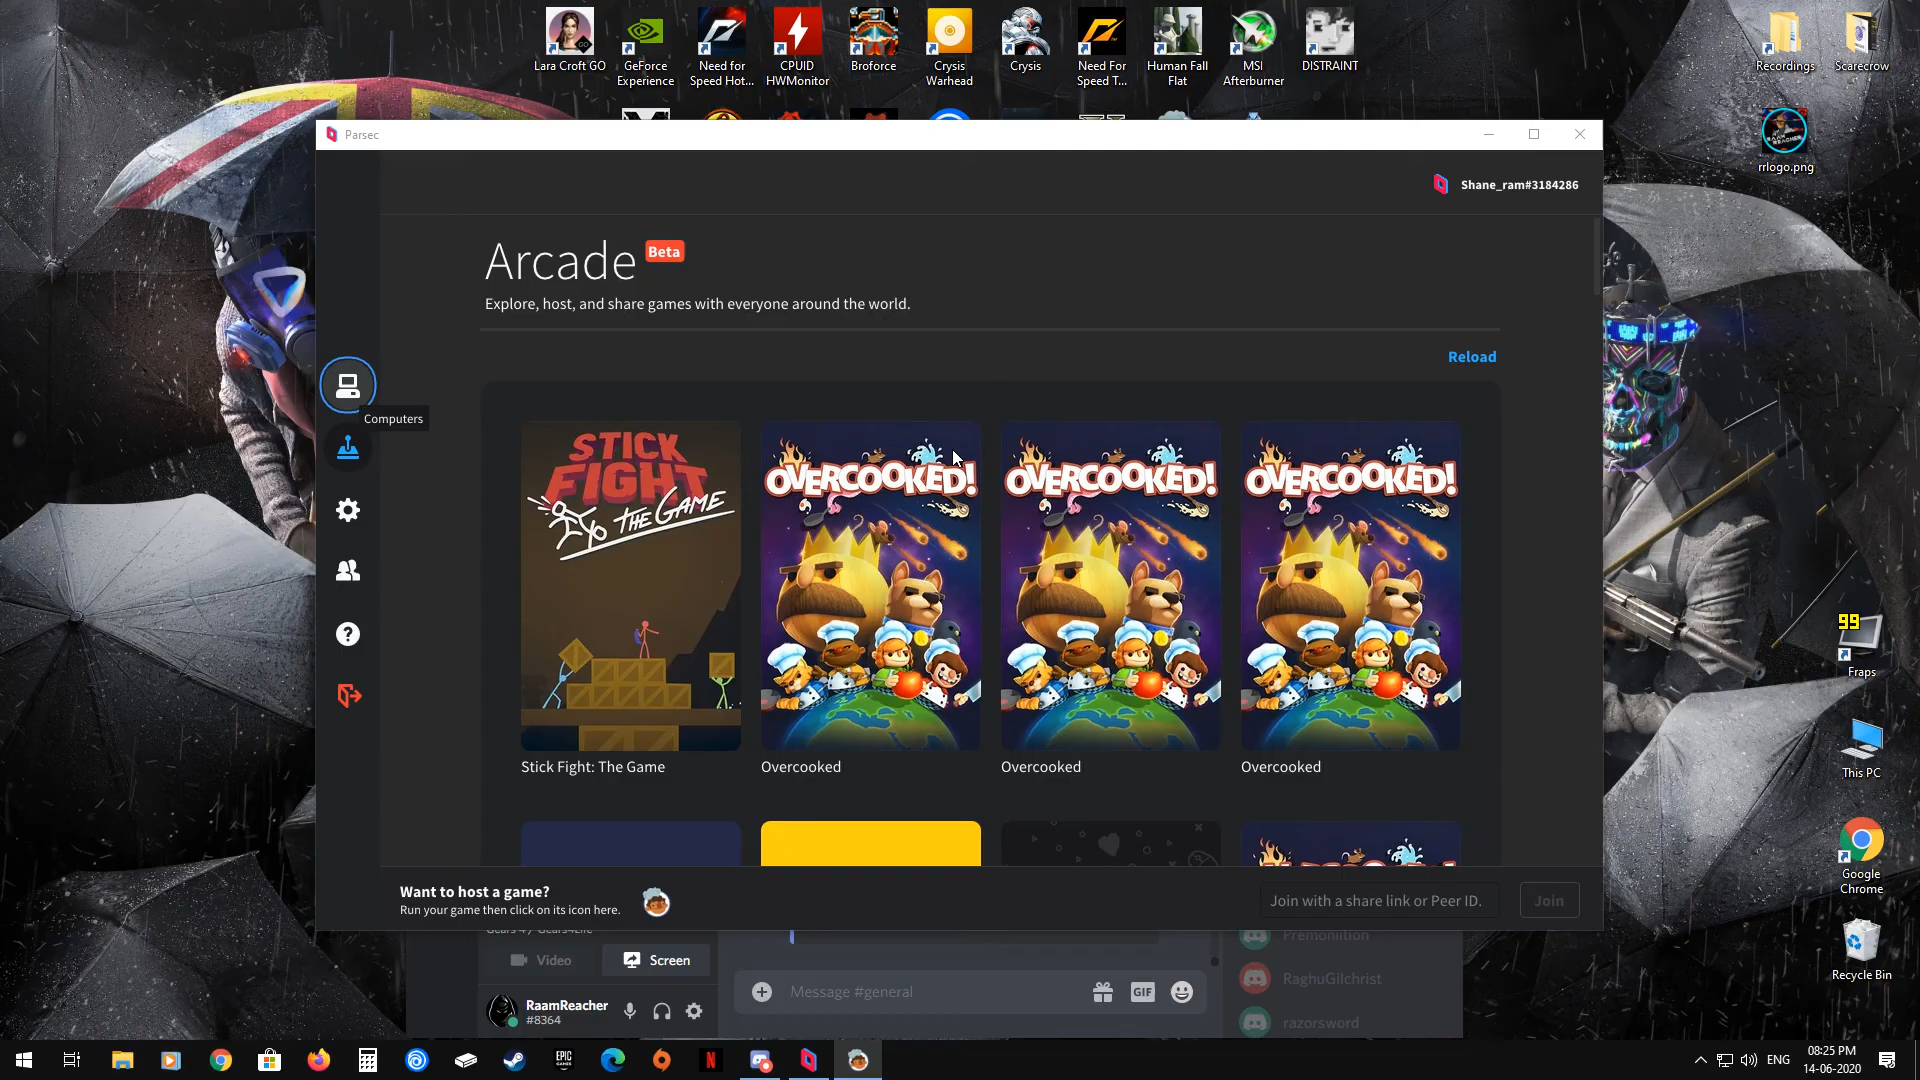 Lara Croft GO
GeForce
Experience
Need for
Speed Hot...
CPUID
HWMonitor
Broforce
Crysis
Warhead
Crysis
Need For
Speed T...
Human Fall
Flat
MSI
Afterburner
DISTRAINT
Recordings
Scarecrow
rrlogo.png
Parsec
Shane_ram#3184286
Arcade
Beta
Explore, host, and share games with everyone around the world.
Reload
Computers
STICK
FIGHT
THE GAME
OVERCOOKED!
OVERCOOKED!
OVERCOOKED!
Stick Fight: The Game
Overcooked
Overcooked
Overcooked
Want to host a game?
Run your game then click on its icon here.
Join with a share link or Peer ID.
Join
99
Fraps
This PC
Google
Chrome
Recycle Bin
Video
Screen
RaamReacher
#8364
Message #general
GIF
Premoniition
RaghuGilchrist
razorsword
EPIC
GAMES
N
ENG
08:25 PM
14-06-2020